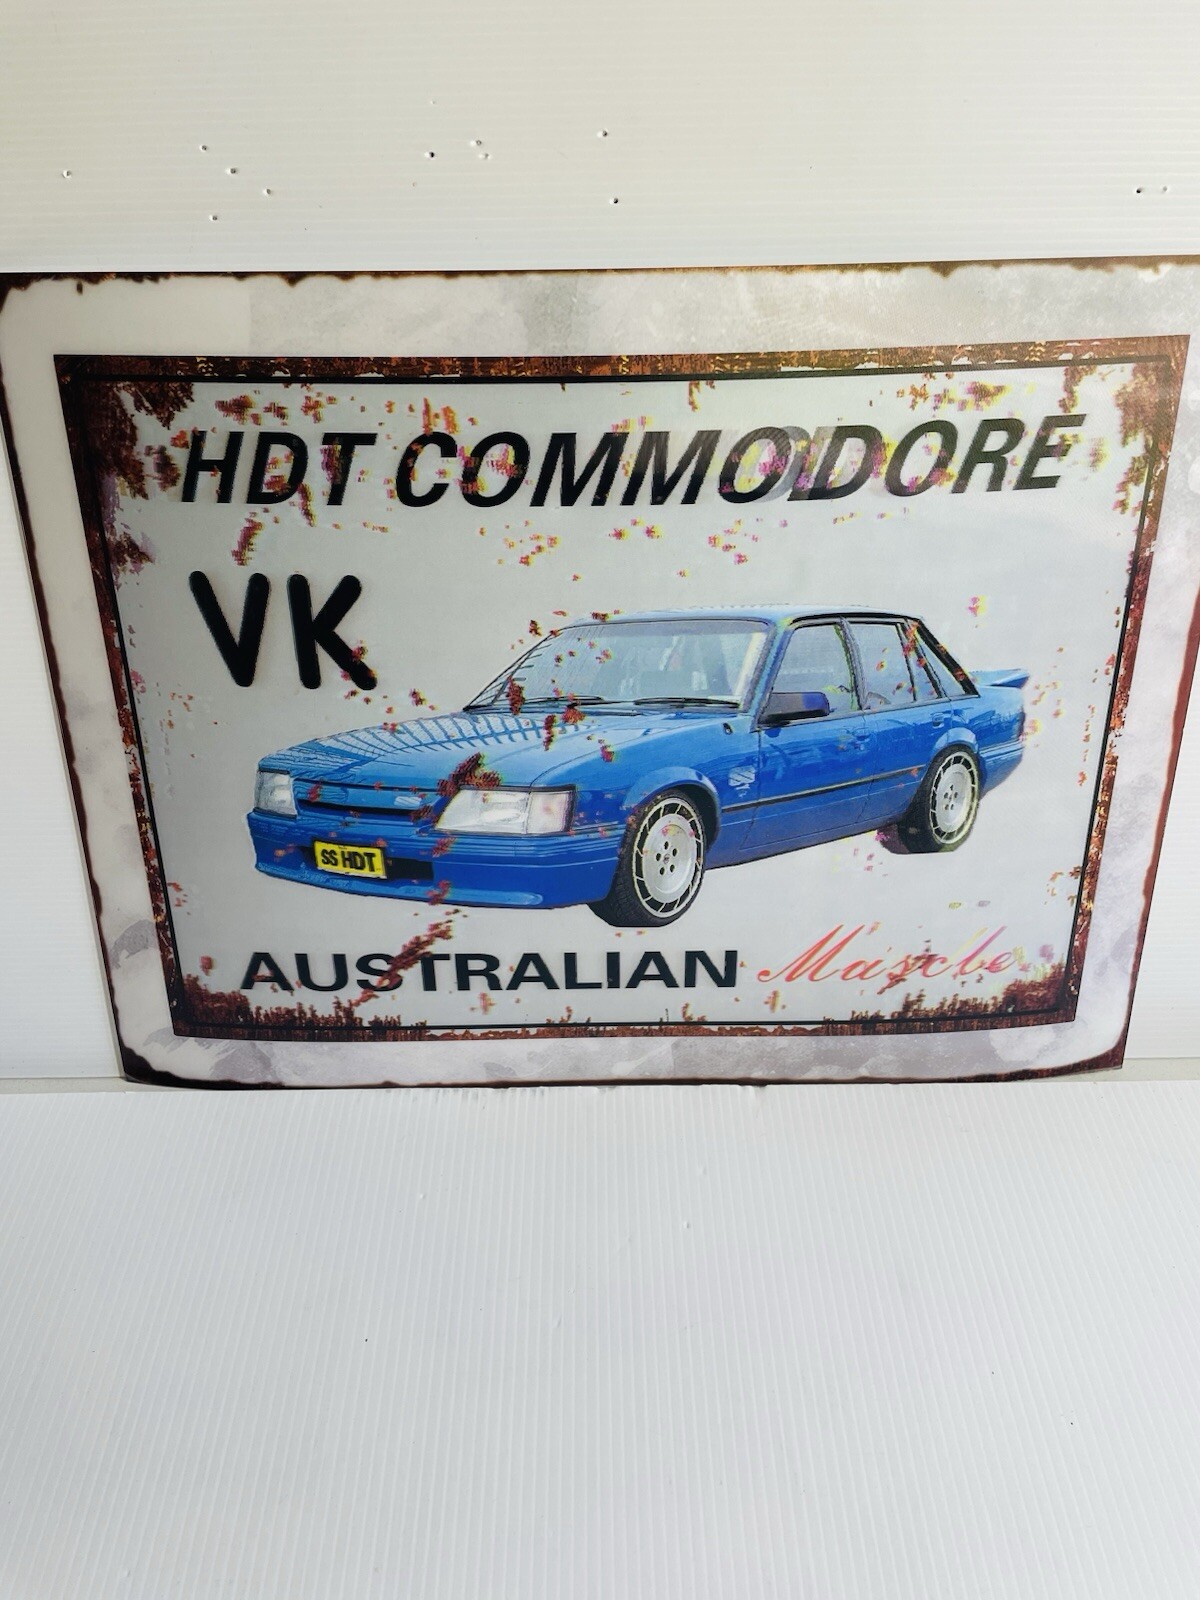 HDT COMMODORE
VK
SS HDT
AUSTRALIAN Muscle